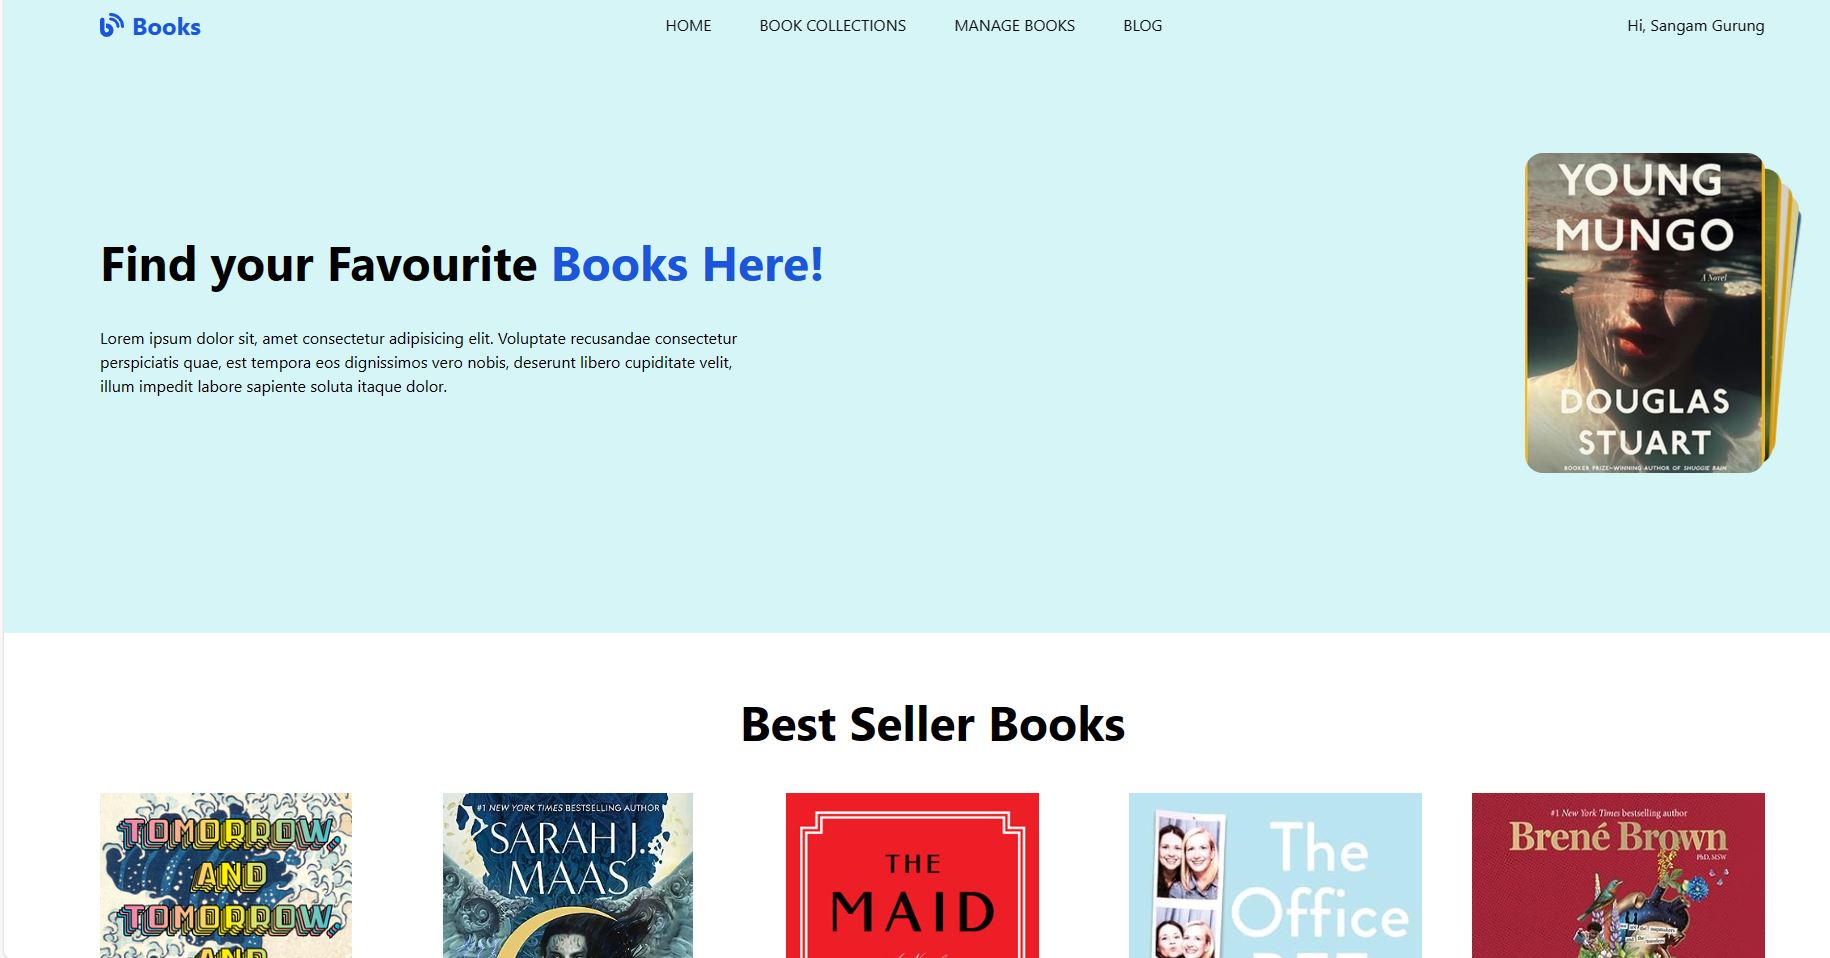 Books
HOME
BOOK COLLECTIONS
MANAGE BOOKS
BLOG
Hi, Sangam Gurung
Find your Favourite Books Here!
Lorem ipsum dolor sit, amet consectetur adipisicing elit. Voluptate recusandae consectetur
perspiciatis quae, est tempora eos dignissimos vero nobis, deserunt libero cupiditate velit,
illum impedit labore sapiente soluta itaque dolor.
YOUNG
MUNGO
A Novel
DOUGLAS
STUART
BOOKER PRIZE–WINNING AUTHOR OF SHUGGIE BAIN
Best Seller Books
TOMORROW,
AND
TOMORROW,
AND
#1 NEW YORK TIMES BESTSELLING AUTHOR
SARAH J.
MAAS
THE
MAID
The
Office
#1 New York Times bestselling author
Brené Brown
PhD, MSW